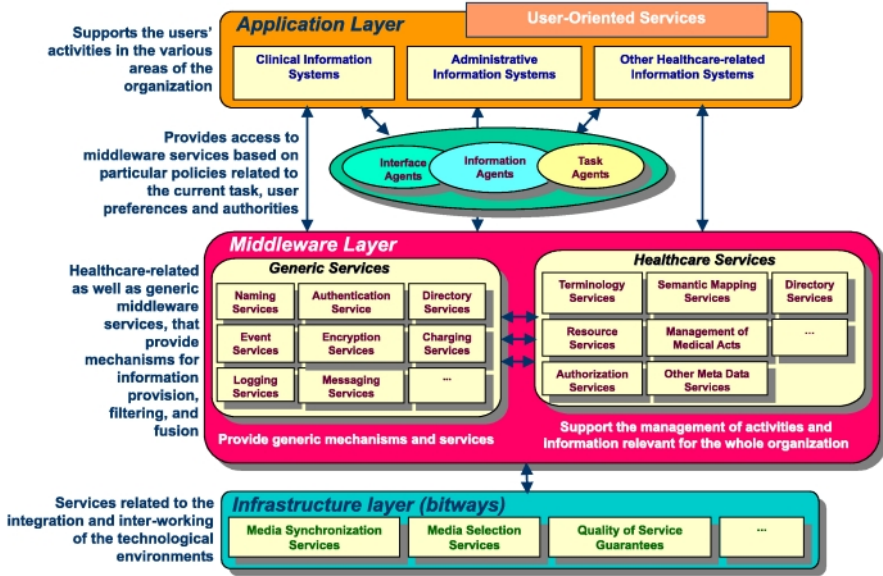 User-Oriented Services
Application Layer
Supports the users'
activities in the various
areas of the
organization
Clinical Information
Systems
Administrative
Information Systems
Other Healthcare-related
Information Systems
Provides access to
middleware services based on
particular policies related to
the current task, user
preferences and authorities
Interface
Agents
Information
Agents
Task
Agents
Middleware Layer
Healthcare-related
as well as generic
middleware
services, that
provide
mechanisms for
information
provision,
filtering, and
fusion
Generic Services
Naming
Services
Authentication
Service
Directory
Services
Event
Services
Encryption
Services
Charging
Services
Logging
Services
Messaging
Services
...
Provide generic mechanisms and services
Healthcare Services
Terminology
Services
Semantic Mapping
Services
Directory
Services
Resource
Services
Management of
Medical Acts
...
Authorization
Services
Other Meta Data
Services
Support the management of activities and
information relevant for the whole organization
Services related to the
integration and inter-working
of the technological
environments
Infrastructure layer (bitways)
Media Synchronization
Services
Media Selection
Services
Quality of Service
Guarantees
...